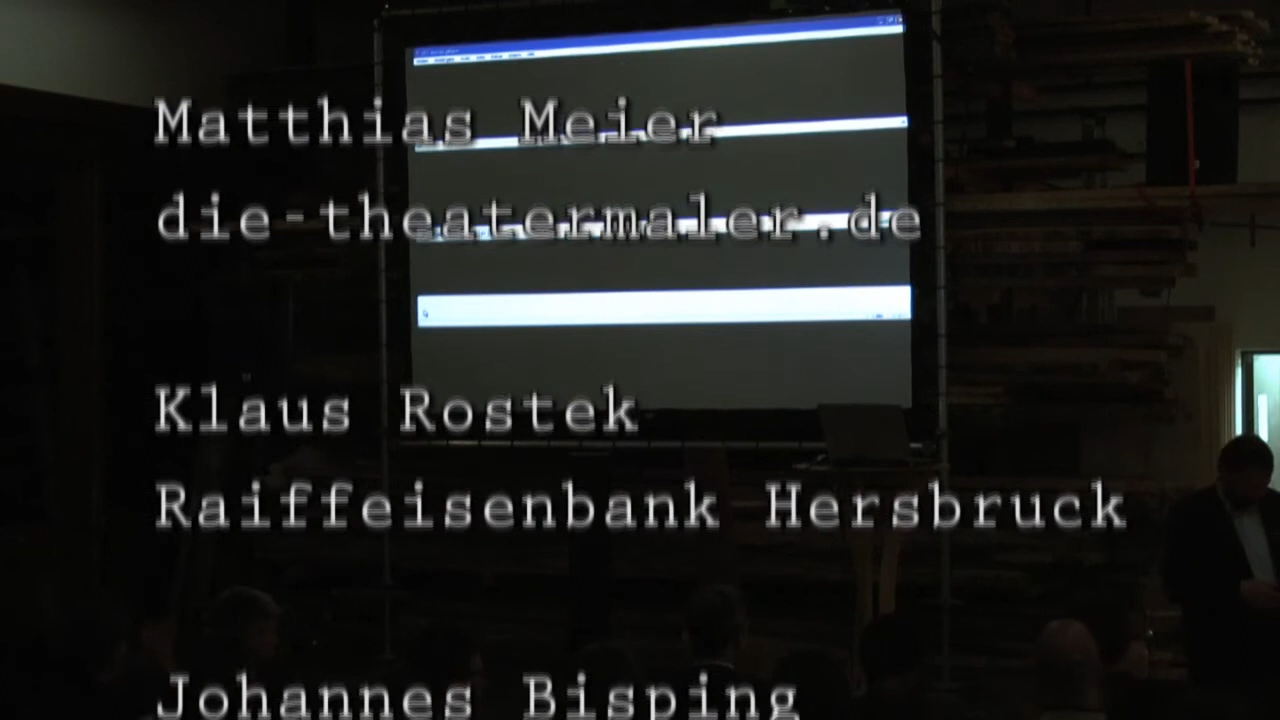 Matthias Meier
die-theatermaler.de
Klaus Rostek
Raiffeisenbank Hersbruck
Johannes Bisping